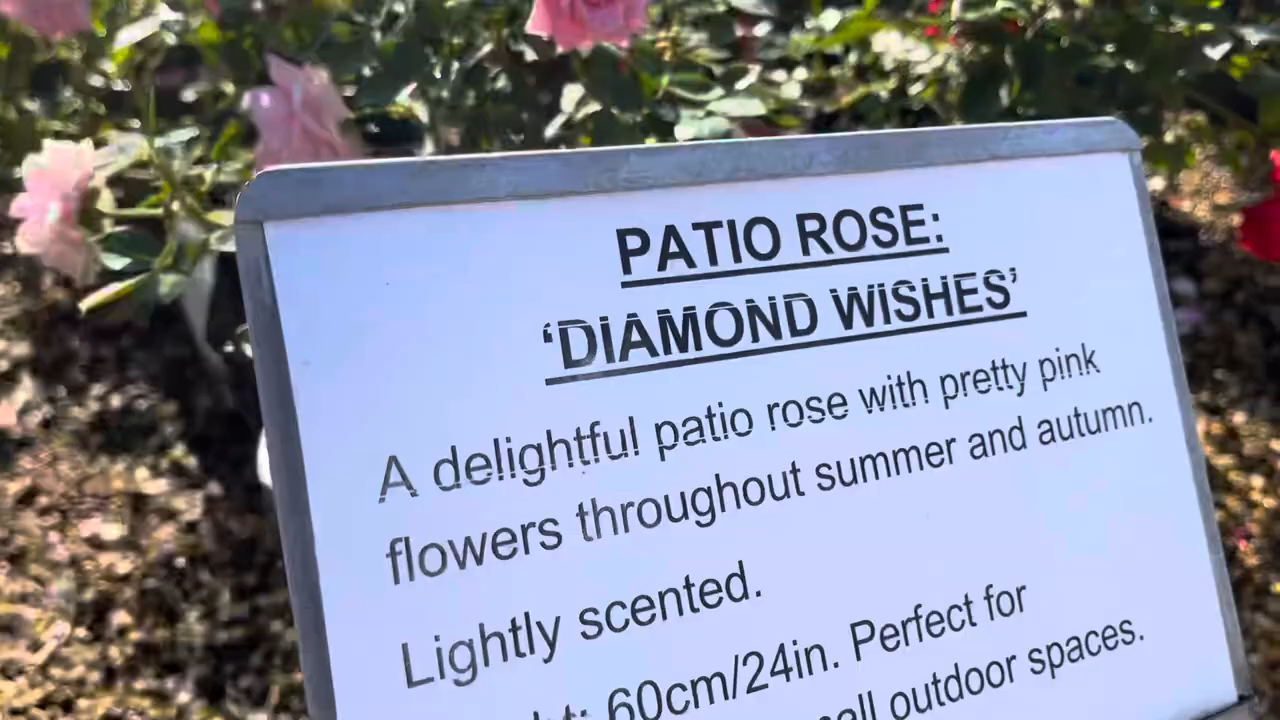 PATIO ROSE:
‘DIAMOND WISHES’
A delightful patio rose with pretty pink
flowers throughout summer and autumn.
Lightly scented.
60cm/24in. Perfect for
outdoor spaces.